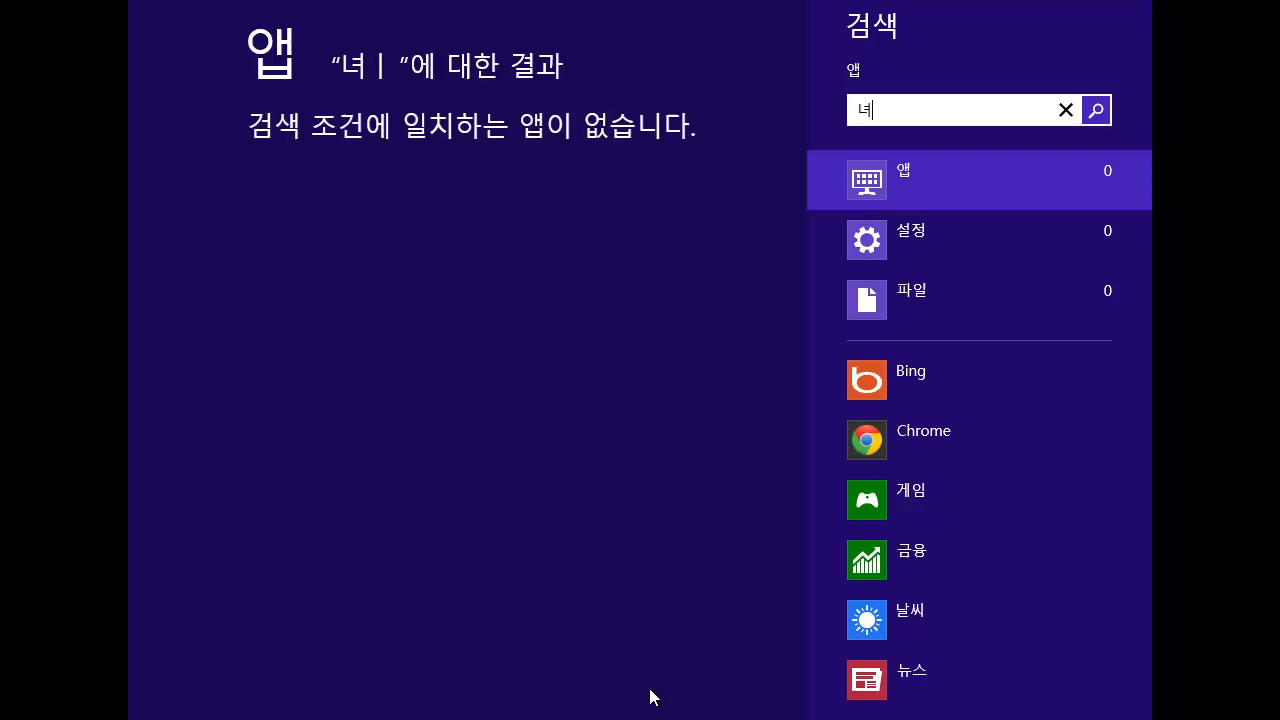 앱 “녀ㅣ ”에 대한 결과
검색 조건에 일치하는 앱이 없습니다.
검색
앱
녀
앱 0
설정 0
파일 0
Bing
Chrome
게임
금융
날씨
뉴스